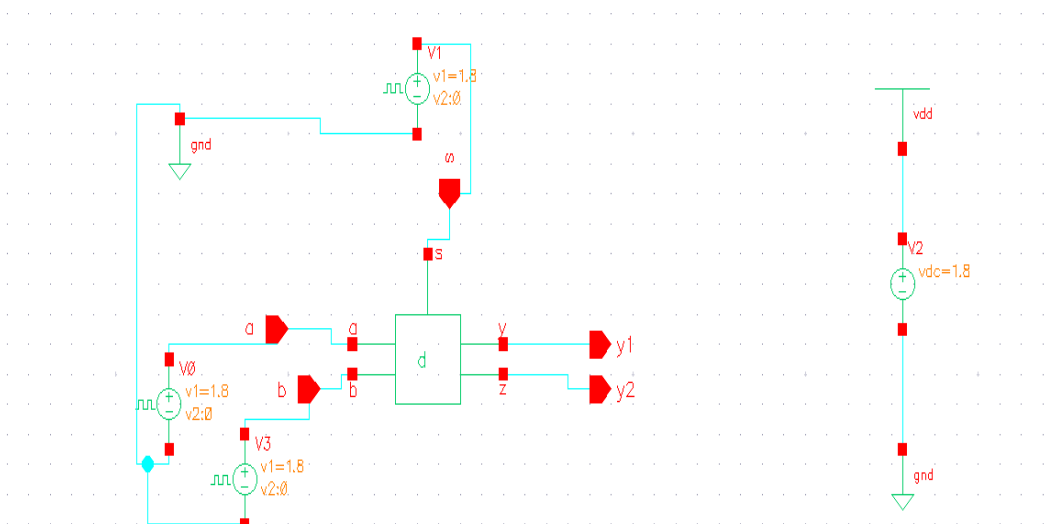 V1
v1=1.8
v2:0
gnd
s
s
vdd
V2
vdc=1.8
gnd
a
a
y
y1
d
b
b
z
y2
V0
v1=1.8
v2:0
V3
v1=1.8
v2:0